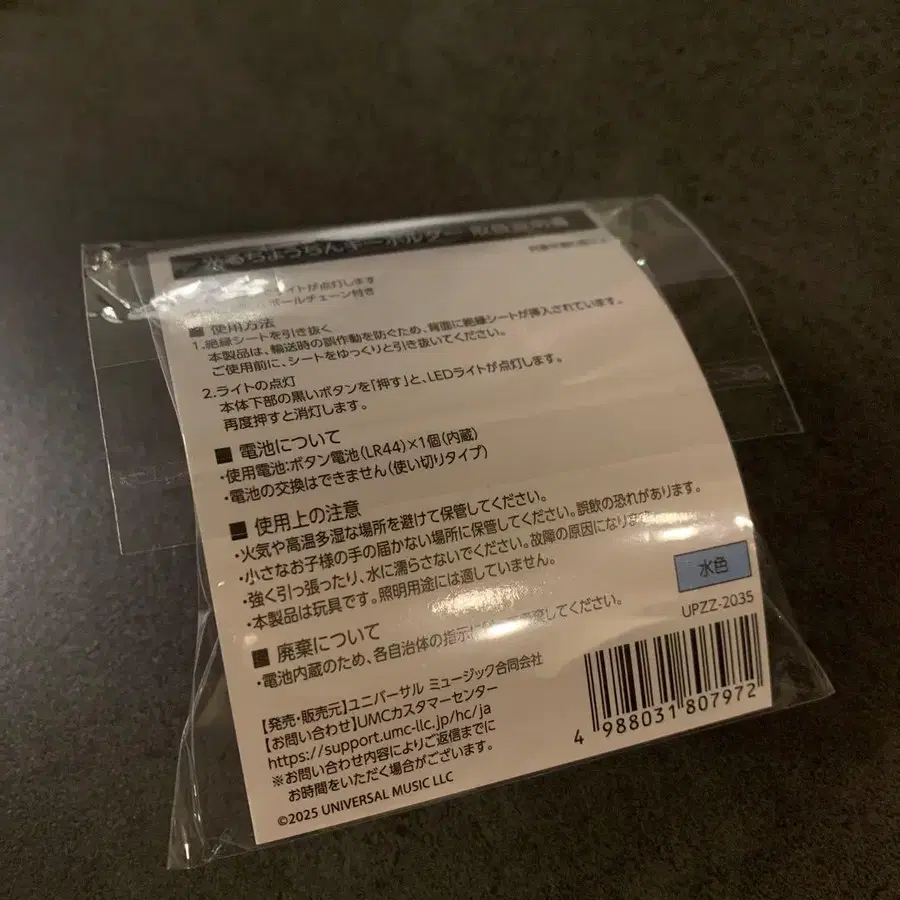 光るちょうちんキーホルダー 取扱説明書
ライトが点灯します
ボールチェーン付き
■ 使用方法
1.絶縁シートを引き抜く
本製品は、輸送時の誤作動を防ぐため、背面に絶縁シートが挿入されています。
ご使用前に、シートをゆっくりと引き抜いてください。
2.ライトの点灯
本体下部の黒いボタンを「押す」と、LEDライトが点灯します。
再度押すと消灯します。
■ 電池について
・使用電池:ボタン電池(LR44)×1個(内蔵)
・電池の交換はできません(使い切りタイプ)
■ 使用上の注意
・火気や高温多湿な場所を避けて保管してください。
・小さなお子様の手の届かない場所に保管してください。誤飲の恐れがあります。
・強く引っ張ったり、水に濡らさないでください。故障の原因になります
・本製品は玩具です。照明用途には適していません。
■ 廃棄について
・電池内蔵のため、各自治体の指示に 廃棄してください。
水色
UPZZ-2035
【発売・販売元】ユニバーサル ミュージック合同会社
【お問い合わせ】UMCカスタマーセンター
https://support.umc-llc.jp/hc/ja
※お問い合わせ内容によりご返信までに
お時間をいただく場合がございます。
©2025 UNIVERSAL MUSIC LLC
4 988031 807972